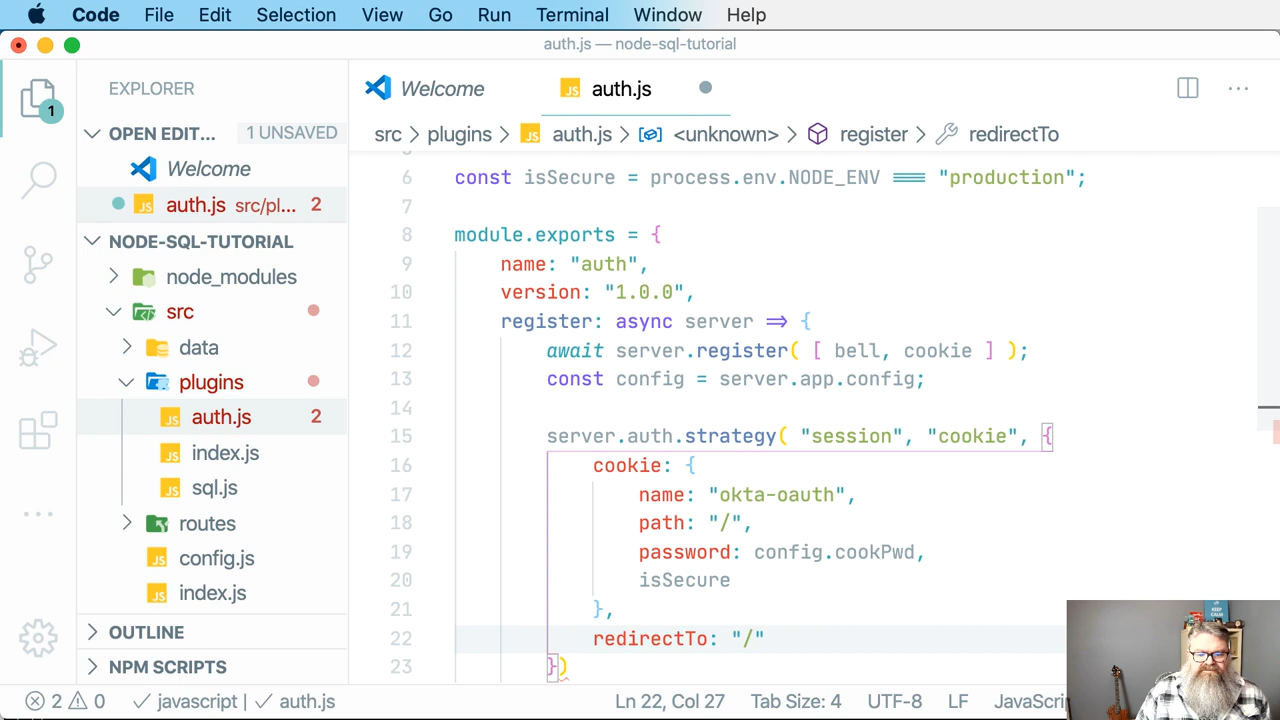 Code File Edit Selection View Go Run Terminal Window Help
auth.js — node-sql-tutorial
EXPLORER
OPEN EDIT... 1 UNSAVED
Welcome
auth.js src/pl... 2
NODE-SQL-TUTORIAL
node_modules
src
data
plugins
auth.js 2
index.js
sql.js
routes
config.js
index.js
OUTLINE
NPM SCRIPTS
1
Welcome auth.js
src > plugins > auth.js > <unknown> > register > redirectTo
6 const isSecure = process.env.NODE_ENV === "production";
7
8 module.exports = {
9 name: "auth",
10 version: "1.0.0",
11 register: async server => {
12 await server.register( [ bell, cookie ] );
13 const config = server.app.config;
14
15 server.auth.strategy( "session", "cookie", {
16 cookie: {
17 name: "okta-oauth",
18 path: "/",
19 password: config.cookPwd,
20 isSecure
21 },
22 redirectTo: "/"
23 })
2 0 javascript | auth.js Ln 22, Col 27 Tab Size: 4 UTF-8 LF JavaScri
KEEP
CALM